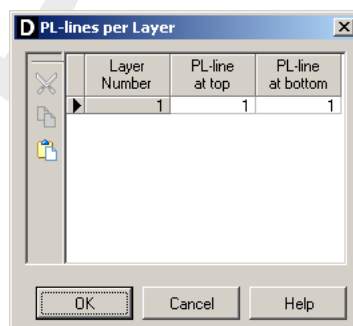 D PL-lines per Layer
Layer Number PL-line at top PL-line at bottom
1 1 1
OK Cancel Help